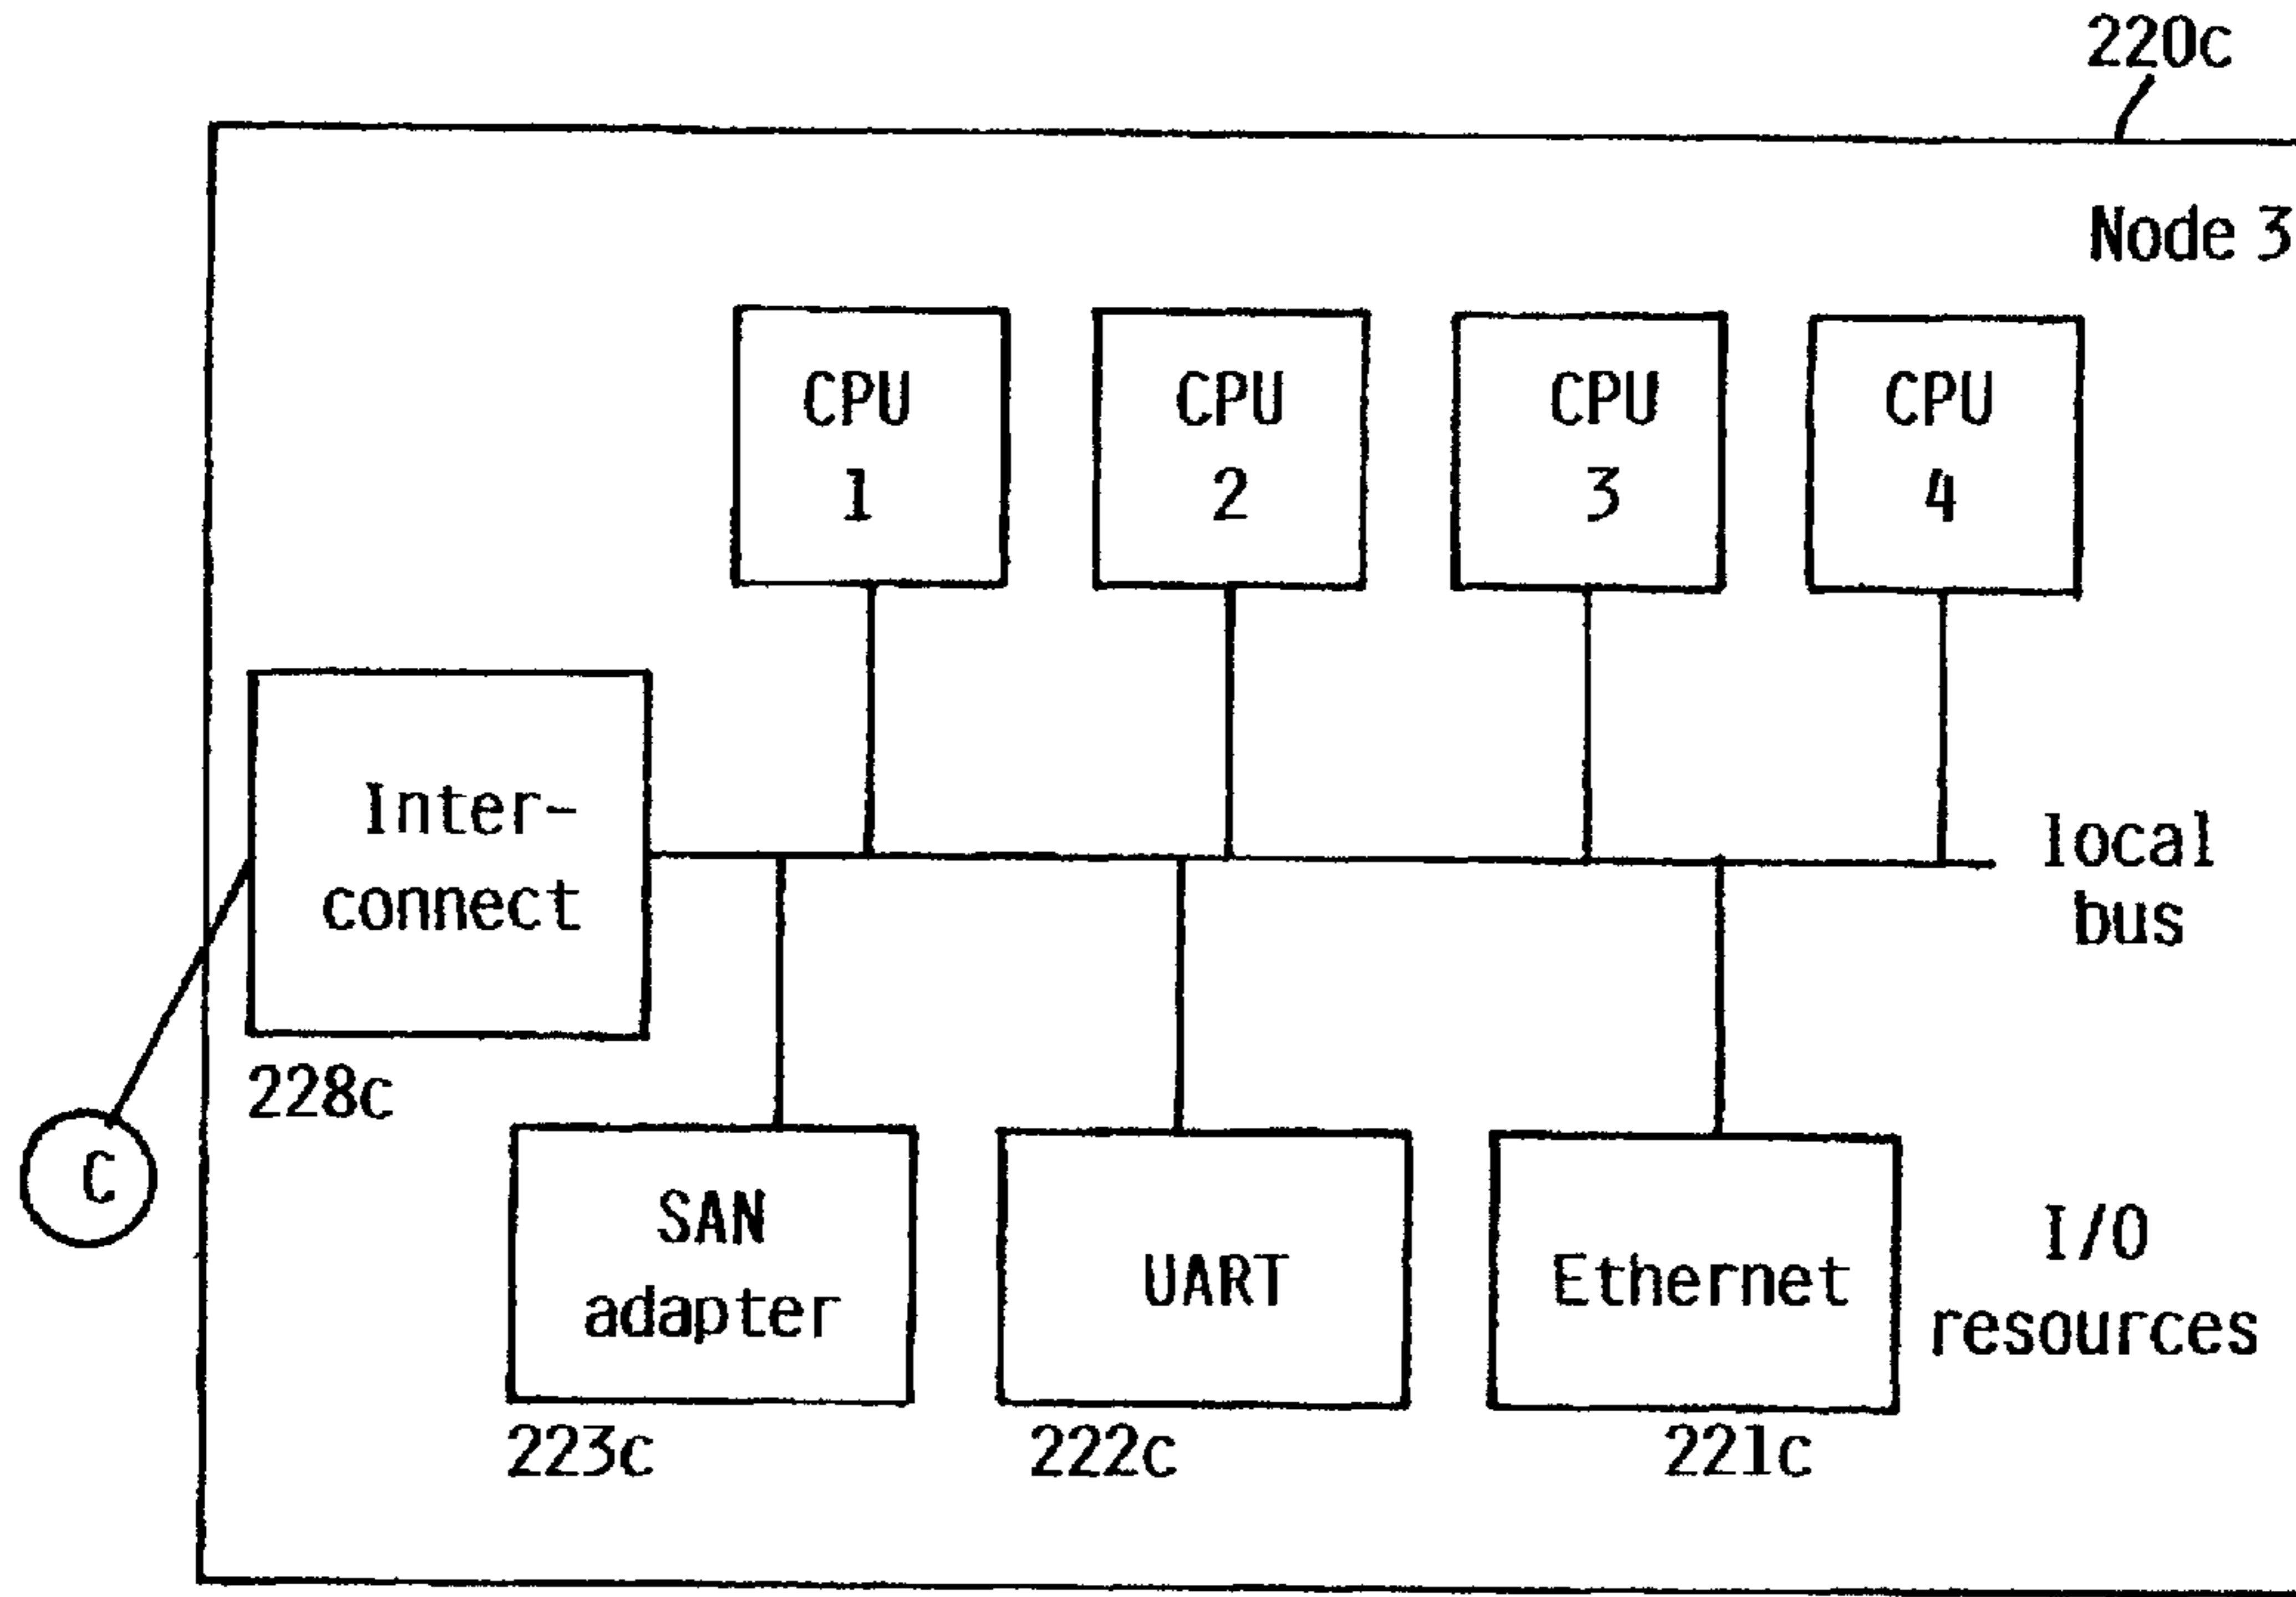 220c
Node 3
CPU
1
CPU
2
CPU
3
CPU
4
Inter-
connect
local
bus
228c
C
SAN
adapter
UART
Ethernet
I/O
resources
223c
222c
221c